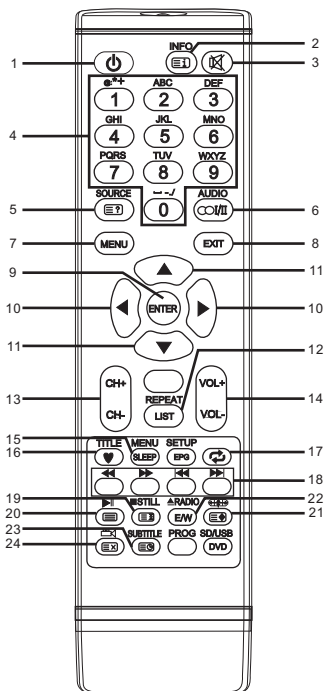 INFO
2
1
3
@:*+ ABC DEF
1 2 3
GHI JKL MNO
4
4 5 6
PQRS TUV WXYZ
7 8 9
SOURCE AUDIO
5
0
I/II
6
7
MENU
EXIT
8
9
11
10
ENTER
10
11
12
CH+
VOL+
13
14
REPEAT
CH-
LIST
VOL-
15
TITLE MENU SETUP
16
SLEEP
EPG
17
18
19
STILL
RADIO
22
20
E/W
21
23
SUBTITLE PROG SD/USB
24
DVD